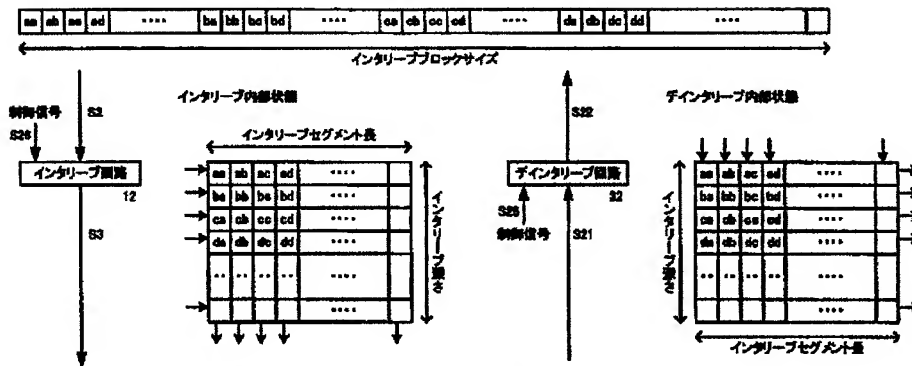 aa ab ac ad ････ ba bb bc bd ････ ca cb cc cd ････ da db dc dd ････
インタリーブブロックサイズ
制御信号
S26
S2
インタリーブ回路
12
S3
インタリーブ内部状態
インタリーブセグメント長
aa ab ac ad ････
ba bb bc bd ････
ca cb cc cd ････
da db dc dd ････
･･ ･･ ･･ ･･ ････
････
インタリーブ深さ
S22
デインタリーブ回路
32
制御信号
S21
デインタリーブ内部状態
aa ab ac ad ････
ba bb bc bd ････
ca cb cc cd ････
da db dc dd ････
･･ ･･ ･･ ･･ ････
････
インタリーブ深さ
インタリーブセグメント長